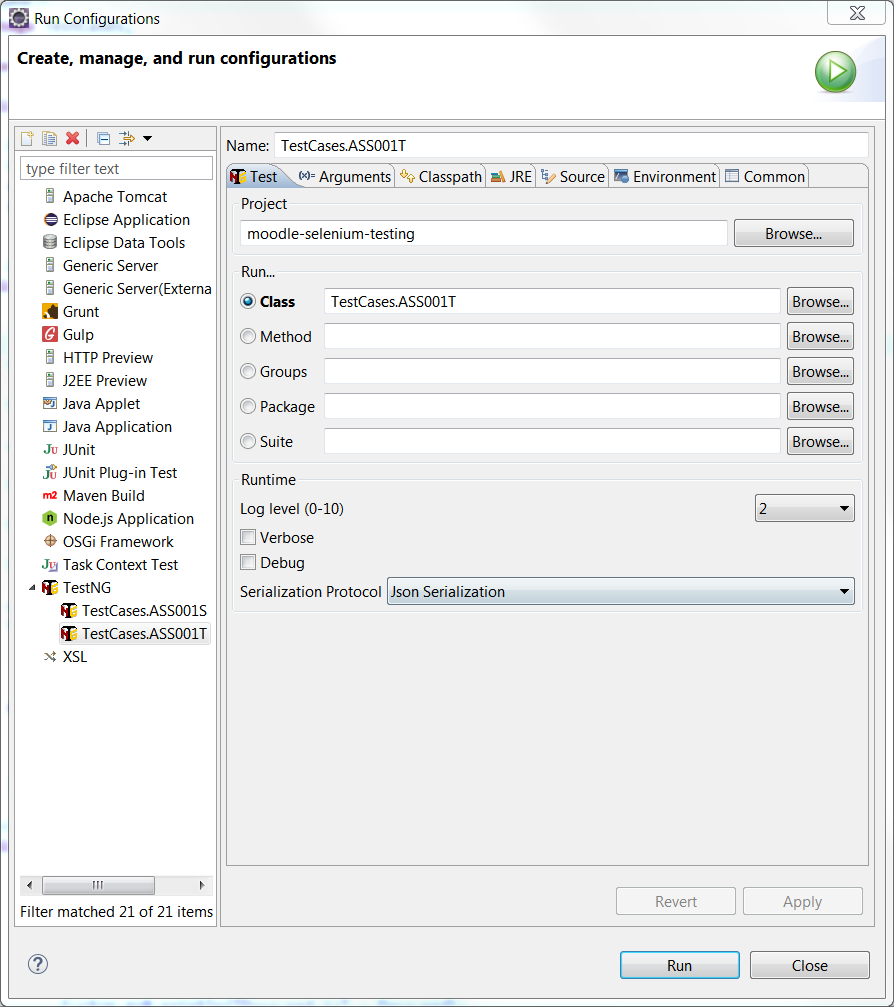 Run Configurations
Create, manage, and run configurations
type filter text
Apache Tomcat
Eclipse Application
Eclipse Data Tools
Generic Server
Generic Server(Externa
Grunt
Gulp
HTTP Preview
J2EE Preview
Java Applet
Java Application
JUnit
JUnit Plug-in Test
Maven Build
Node.js Application
OSGi Framework
Task Context Test
TestNG
TestCases.ASS001S
TestCases.ASS001T
XSL
Filter matched 21 of 21 items
Name: TestCases.ASS001T
Test (x)= Arguments Classpath JRE Source Environment Common
Project
moodle-selenium-testing Browse...
Run...
Class TestCases.ASS001T Browse...
Method Browse...
Groups Browse...
Package Browse...
Suite Browse...
Runtime
Log level (0-10) 2
Verbose
Debug
Serialization Protocol Json Serialization
Revert Apply
Run Close